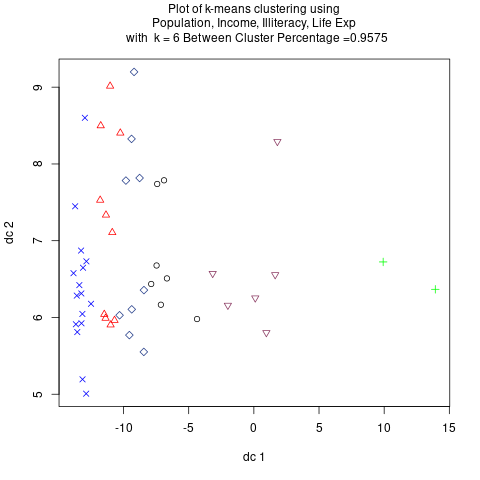 Plot of k-means clustering using
Population, Income, Illiteracy, Life Exp
with k = 6 Between Cluster Percentage =0.9575
9
8
7
6
5
dc 2
-10
-5
0
5
10
15
dc 1